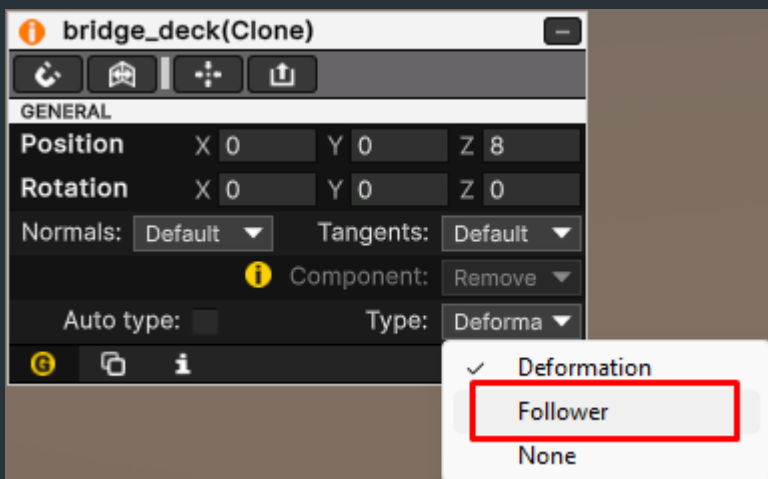 bridge_deck(Clone)
GENERAL
Position X 0 Y 0 Z 8
Rotation X 0 Y 0 Z 0
Normals: Default Tangents: Default
Component: Remove
Auto type: Type: Deforma
Deformation
Follower
None